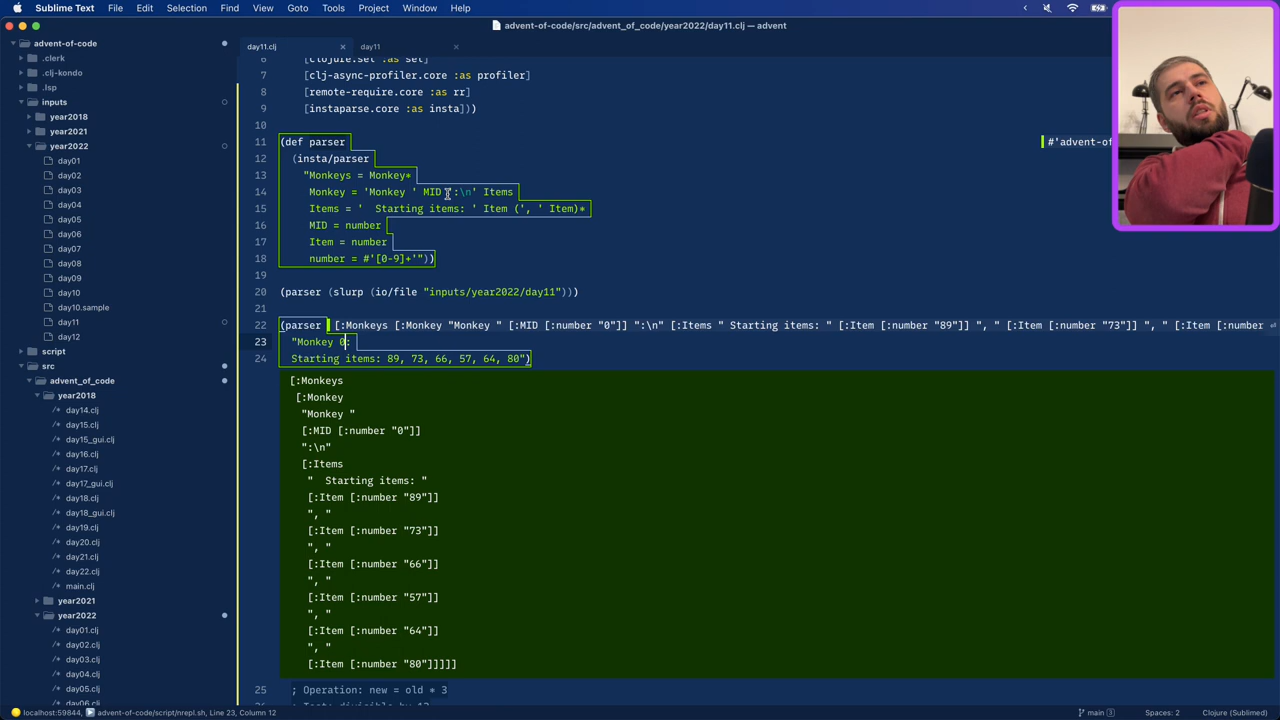 Sublime Text File Edit Selection Find View Goto Tools Project Window Help
advent-of-code/src/advent_of_code/year2022/day11.clj — advent
advent-of-code
.clerk
.clj-kondo
.lsp
inputs
year2018
year2021
year2022
day01
day02
day03
day04
day05
day06
day07
day08
day09
day10
day10.sample
day11
day12
script
src
advent_of_code
year2018
/* day14.clj
/* day15.clj
/* day15_gui.clj
/* day16.clj
/* day17.clj
/* day17_gui.clj
/* day18.clj
/* day18_gui.clj
/* day19.clj
/* day20.clj
/* day21.clj
/* day22.clj
/* main.clj
year2021
year2022
/* day01.clj
/* day02.clj
/* day03.clj
/* day04.clj
/* day05.clj
/* day06.clj
day11.clj × day11 ×
6 [clojure.set :as set]
7 [clj-async-profiler.core :as profiler]
8 [remote-require.core :as rr]
9 [instaparse.core :as insta]))
10
11 (def parser #'advent-of
12 (insta/parser
13 "Monkeys = Monkey*
14 Monkey = 'Monkey ' MID ':\n' Items
15 Items = '  Starting items: ' Item (', ' Item)*
16 MID = number
17 Item = number
18 number = #'[0-9]+'"))
19
20 (parser (slurp (io/file "inputs/year2022/day11")))
21
22 (parser [:Monkeys [:Monkey "Monkey " [:MID [:number "0"]] ":\n" [:Items " Starting items: " [:Item [:number "89"]] ", " [:Item [:number "73"]] ", " [:Item [:number
23 "Monkey 0:
24 Starting items: 89, 73, 66, 57, 64, 80")
[:Monkeys
[:Monkey
"Monkey "
[:MID [:number "0"]]
":\n"
[:Items
"  Starting items: "
[:Item [:number "89"]]
", "
[:Item [:number "73"]]
", "
[:Item [:number "66"]]
", "
[:Item [:number "57"]]
", "
[:Item [:number "64"]]
", "
[:Item [:number "80"]]]]]
25 ; Operation: new = old * 3
; Test: divisible by 13
localhost:59844, advent-of-code/script/nrepl.sh, Line 23, Column 12 main Spaces: 2 Clojure (Sublimed)